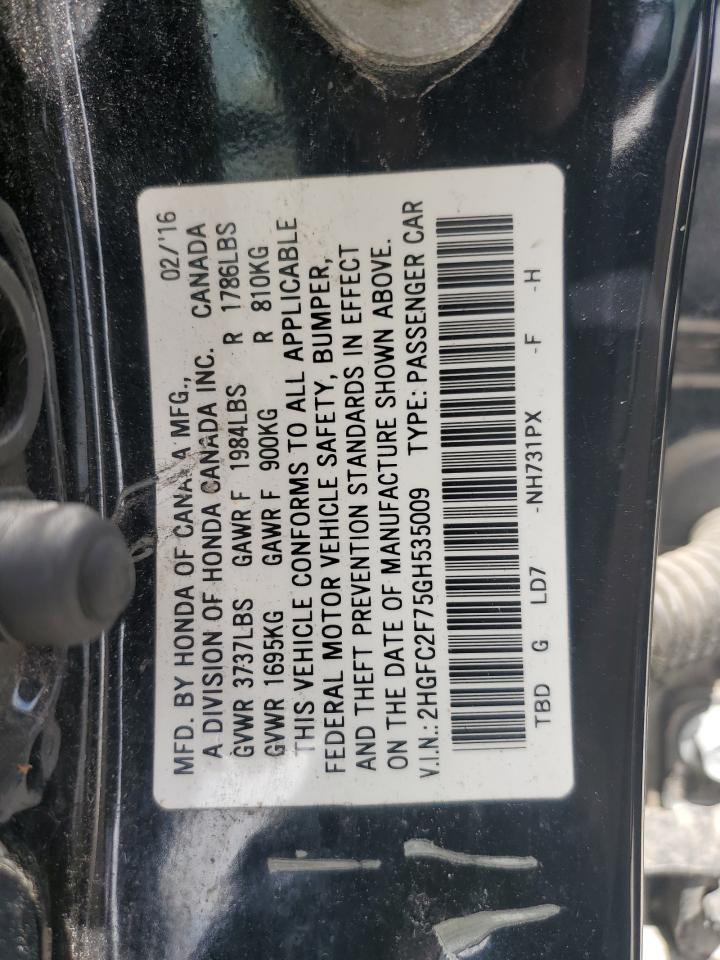 MFD. BY HONDA OF CANADA MFG., 02/'16
A DIVISION OF HONDA CANADA INC. CANADA
GVWR 3737LBS GAWR F 1984LBS R 1786LBS
GVWR 1695KG GAWR F 900KG R 810KG
THIS VEHICLE CONFORMS TO ALL APPLICABLE
FEDERAL MOTOR VEHICLE SAFETY, BUMPER,
AND THEFT PREVENTION STANDARDS IN EFFECT
ON THE DATE OF MANUFACTURE SHOWN ABOVE.
V.I.N.: 2HGFC2F75GH535009 TYPE: PASSENGER CAR
TBD G LD7 -NH731PX -F -H